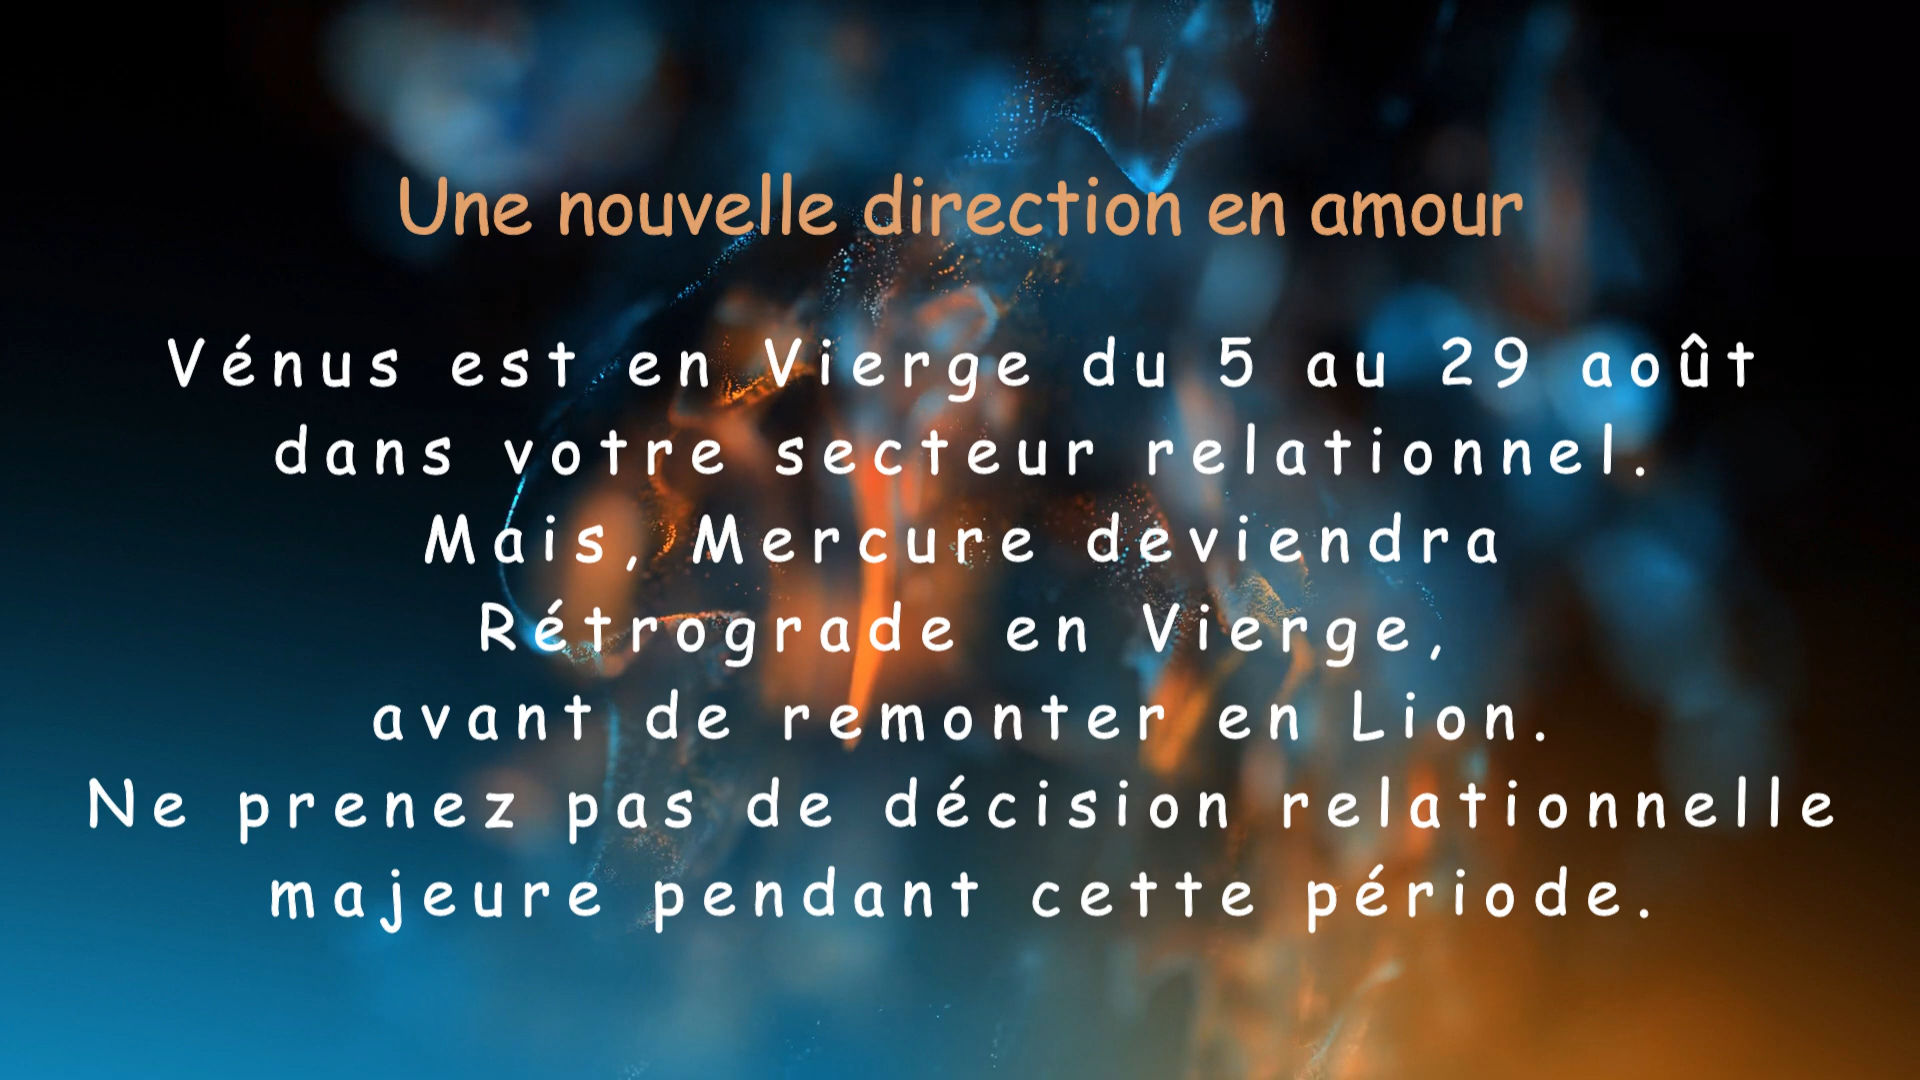 Une nouvelle direction en amour
Vénus est en Vierge du 5 au 29 août
dans votre secteur relationnel.
Mais, Mercure deviendra
Rétrograde en Vierge,
avant de remonter en Lion.
Ne prenez pas de décision relationnelle
majeure pendant cette période.